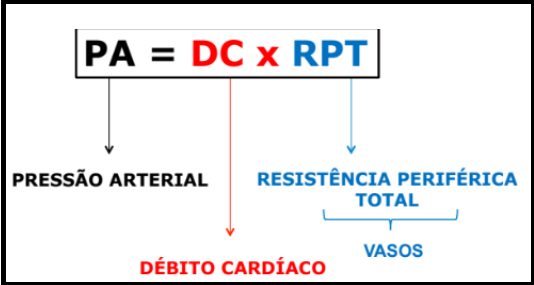 PA = DC x RPT
PRESSÃO ARTERIAL
RESISTÊNCIA PERIFÉRICA
TOTAL
VASOS
DÉBITO CARDÍACO